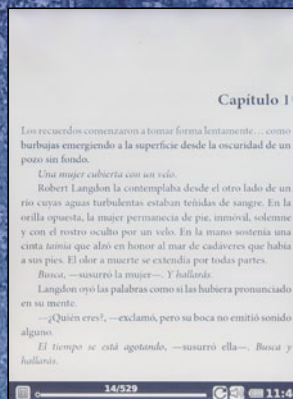 Capítulo 1
Los recuerdos comenzaron a tomar forma lentamente… como
burbujas emergiendo a la superficie desde la oscuridad de un
pozo sin fondo.
Una mujer cubierta con un velo.
Robert Langdon la contemplaba desde el otro lado de un
río cuyas aguas turbulentas estaban teñidas de sangre. En la
orilla opuesta, la mujer permanecía de pie, inmóvil, solemne
y con el rostro oculto por un velo. En la mano sostenía una
cinta tainia que alzó en honor al mar de cadáveres que había
a sus pies. El olor a muerte se extendía por todas partes.
Busca, —susurró la mujer—. Y hallarás.
Langdon oyó las palabras como si las hubiera pronunciado
en su mente.
—¿Quién eres?, —exclamó, pero su boca no emitió sonido
alguno.
El tiempo se está agotando, —susurró ella—. Busca y
hallarás.
14/529
11:4